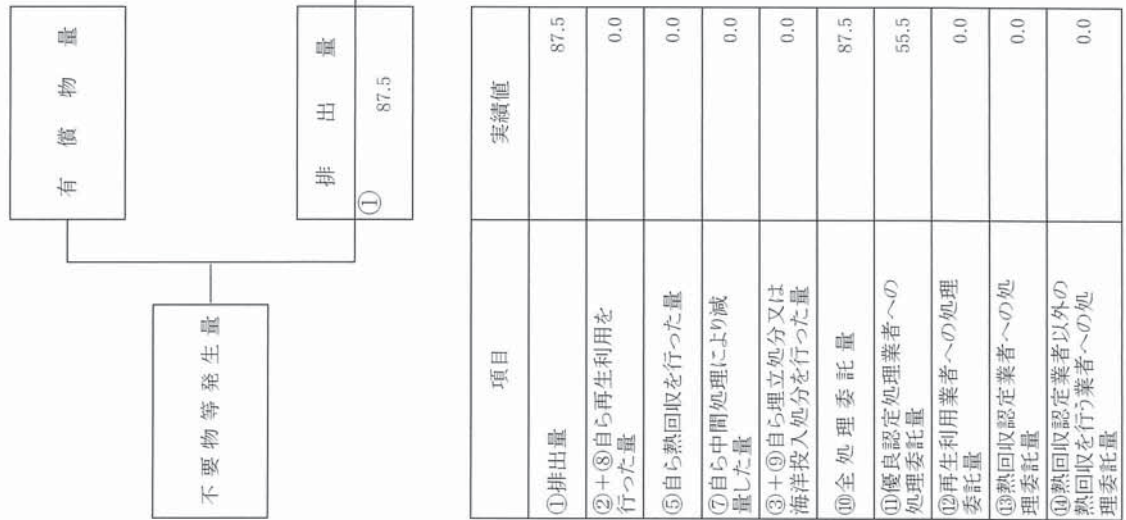 有償物量
不要物等発生量
排出量
① 87.5
項目 実績値
①排出量 87.5
②+⑧自ら再生利用を
行った量 0.0
⑤自ら熱回収を行った量 0.0
⑦自ら中間処理により減
量した量 0.0
③+⑨自ら埋立処分又は
海洋投入処分を行った量 0.0
⑩全処理委託量 87.5
⑪優良認定処理業者への
処理委託量 55.5
⑫再生利用業者への処理
委託量 0.0
⑬熱回収認定業者への処
理委託量 0.0
⑭熱回収認定業者以外の
熱回収を行う業者への処
理委託量 0.0